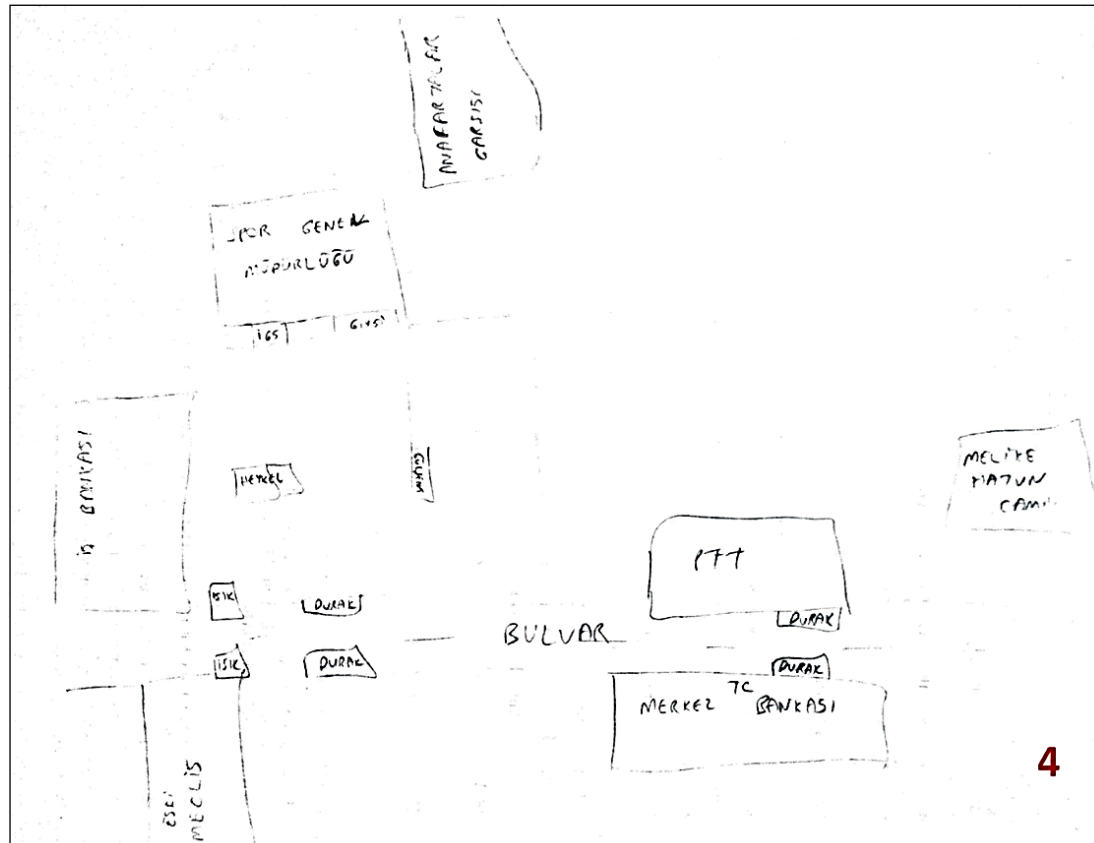 ANAFARTALAR
ÇARŞISI
SPOR GENEL
MÜDÜRLÜĞÜ
İGS
GİYSİ
İŞ BANKASI
HEYKEL
MELİKE
HATUN
CAMİİ
PTT
IŞIK
DURAK
DURAK
BULVAR
IŞIK
DURAK
DURAK
TC
MERKEZ BANKASI
ESKİ
MECLİS
4